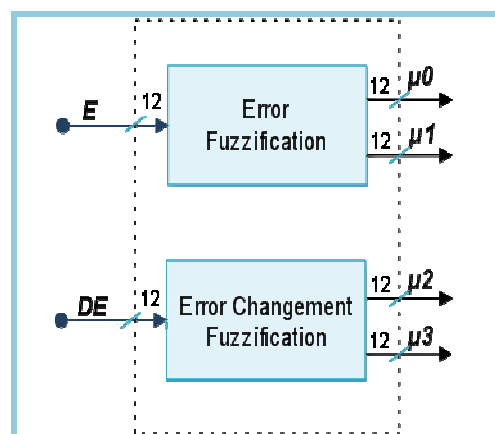 E
12
Error
Fuzzification
12
μ0
12
μ1
DE
12
Error Changement
Fuzzification
12
μ2
12
μ3